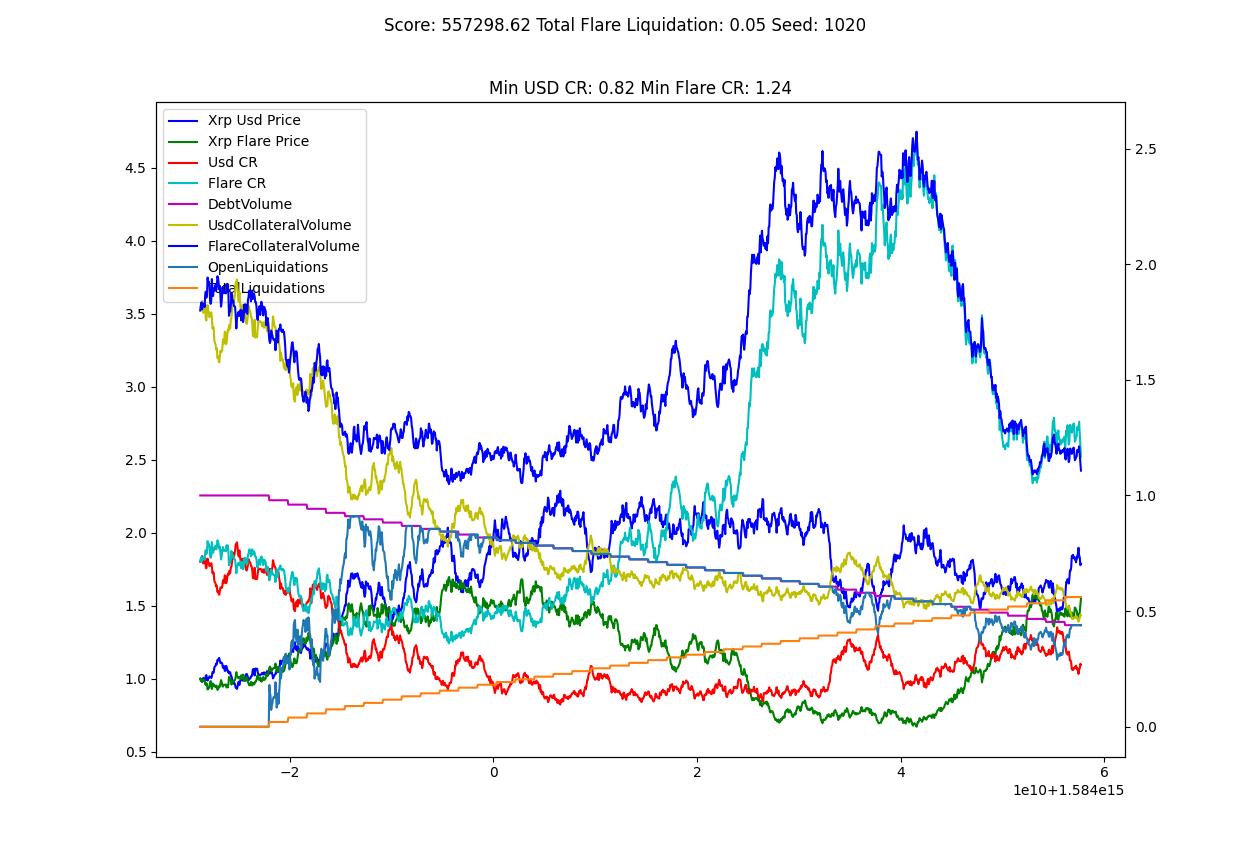 Score: 557298.62 Total Flare Liquidation: 0.05 Seed: 1020
Min USD CR: 0.82 Min Flare CR: 1.24
Xrp Usd Price
Xrp Flare Price
Usd CR
Flare CR
DebtVolume
UsdCollateralVolume
FlareCollateralVolume
OpenLiquidations
TotalLiquidations
4.5
4.0
3.5
3.0
2.5
2.0
1.5
1.0
0.5
2.5
2.0
1.5
1.0
0.5
0.0
−2 0 2 4 6
1e10+1.584e15